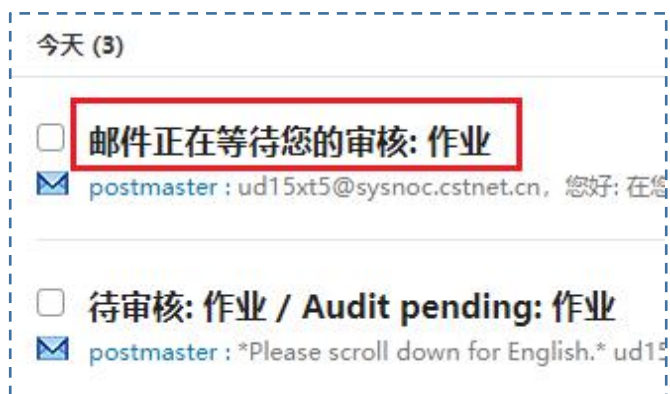 今天 (3)
邮件正在等待您的审核: 作业
postmaster : ud15xt5@sysnoc.cstnet.cn, 您好: 在您
待审核: 作业 / Audit pending: 作业
postmaster : *Please scroll down for English.* ud15